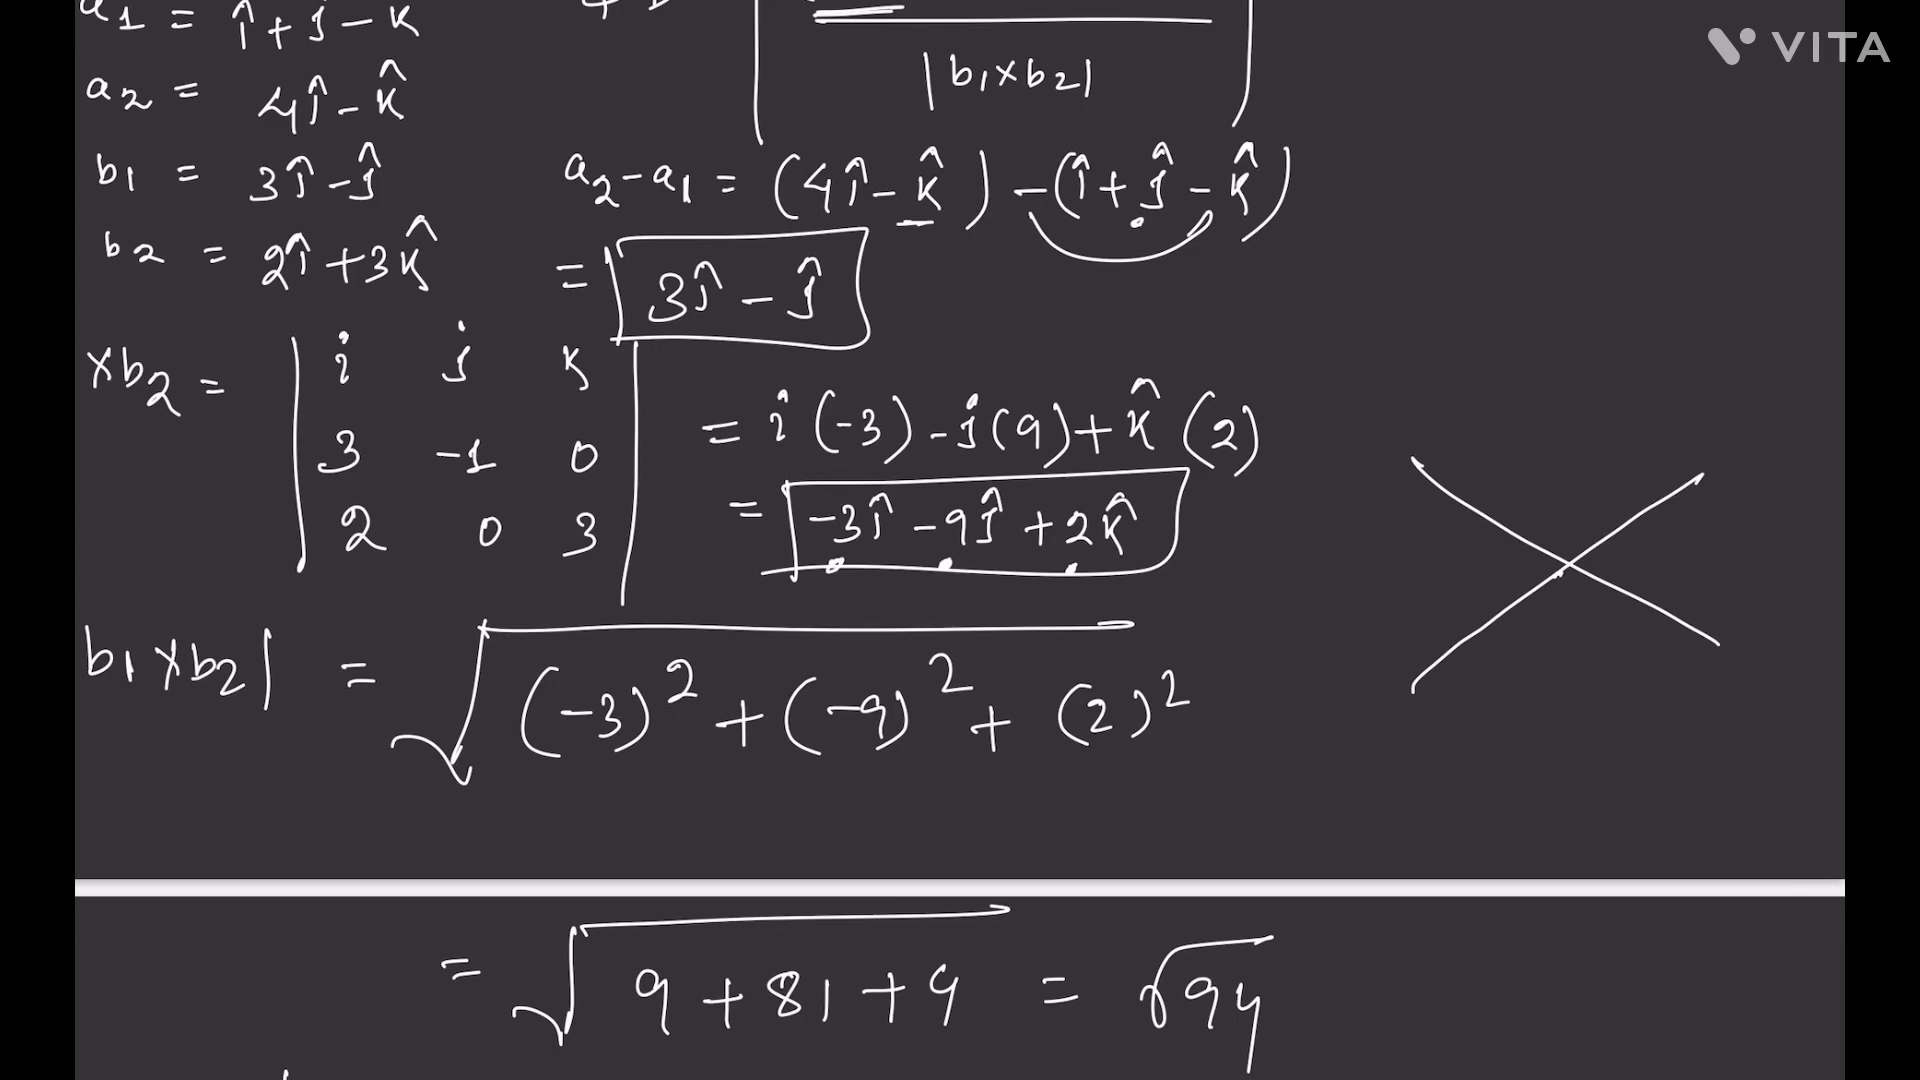 a1 = î + ĵ - k
|b1×b2|
VITA
a2 = 4î - k̂
b1 = 3î - ĵ
a2 - a1 = (4î - k̂) - (î + ĵ - k̂)
b2 = 2î + 3k̂
= 3î - ĵ
×b2 = | i j k
3 -1 0
2 0 3 |
= i(-3) - j(9) + k̂(2)
= -3î - 9ĵ + 2k̂
b1×b2| = √(-3)² + (-9)² + (2)²
= √9 + 81 + 4 = √94